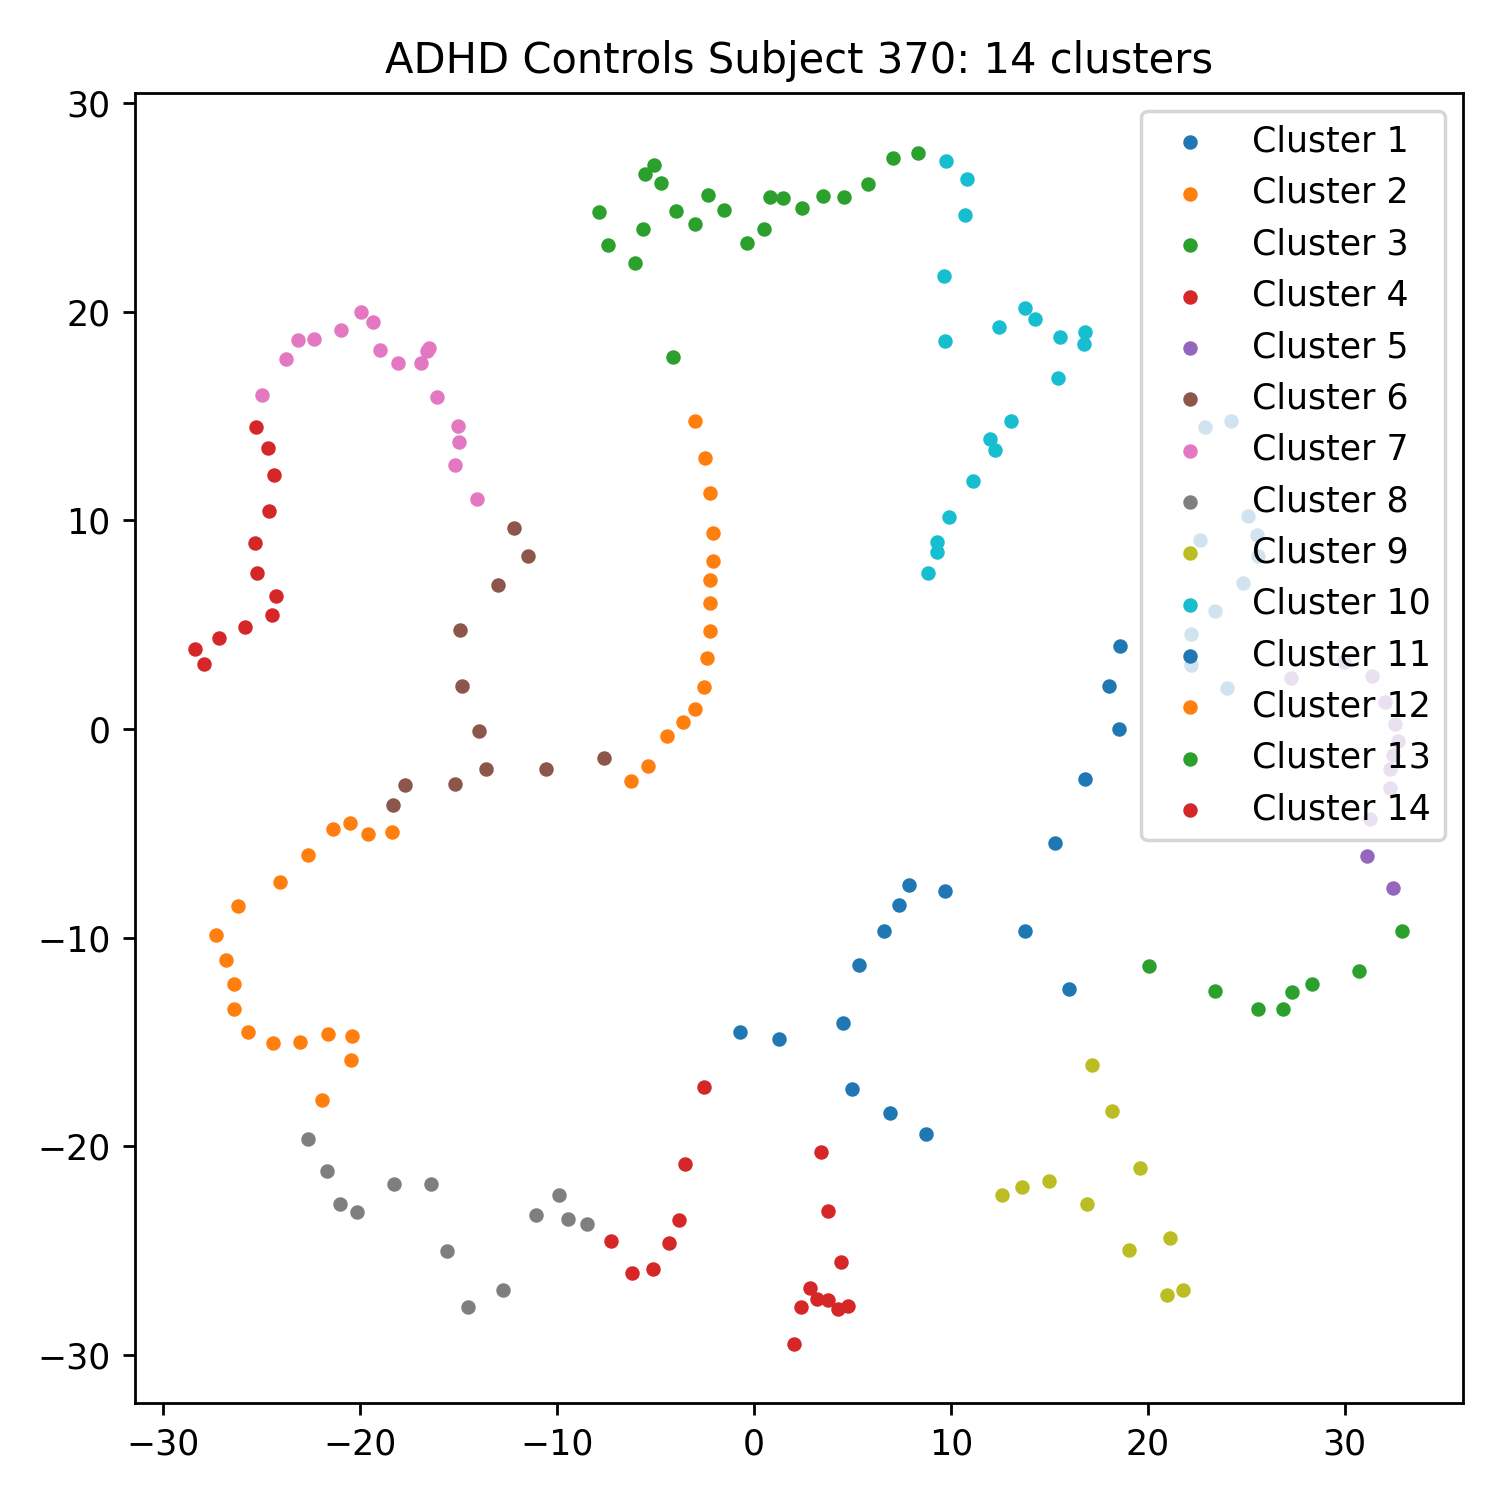 ADHD Controls Subject 370: 14 clusters
30
20
10
0
−10
−20
−30
−30
−20
−10
0
10
20
30
Cluster 1
Cluster 2
Cluster 3
Cluster 4
Cluster 5
Cluster 6
Cluster 7
Cluster 8
Cluster 9
Cluster 10
Cluster 11
Cluster 12
Cluster 13
Cluster 14